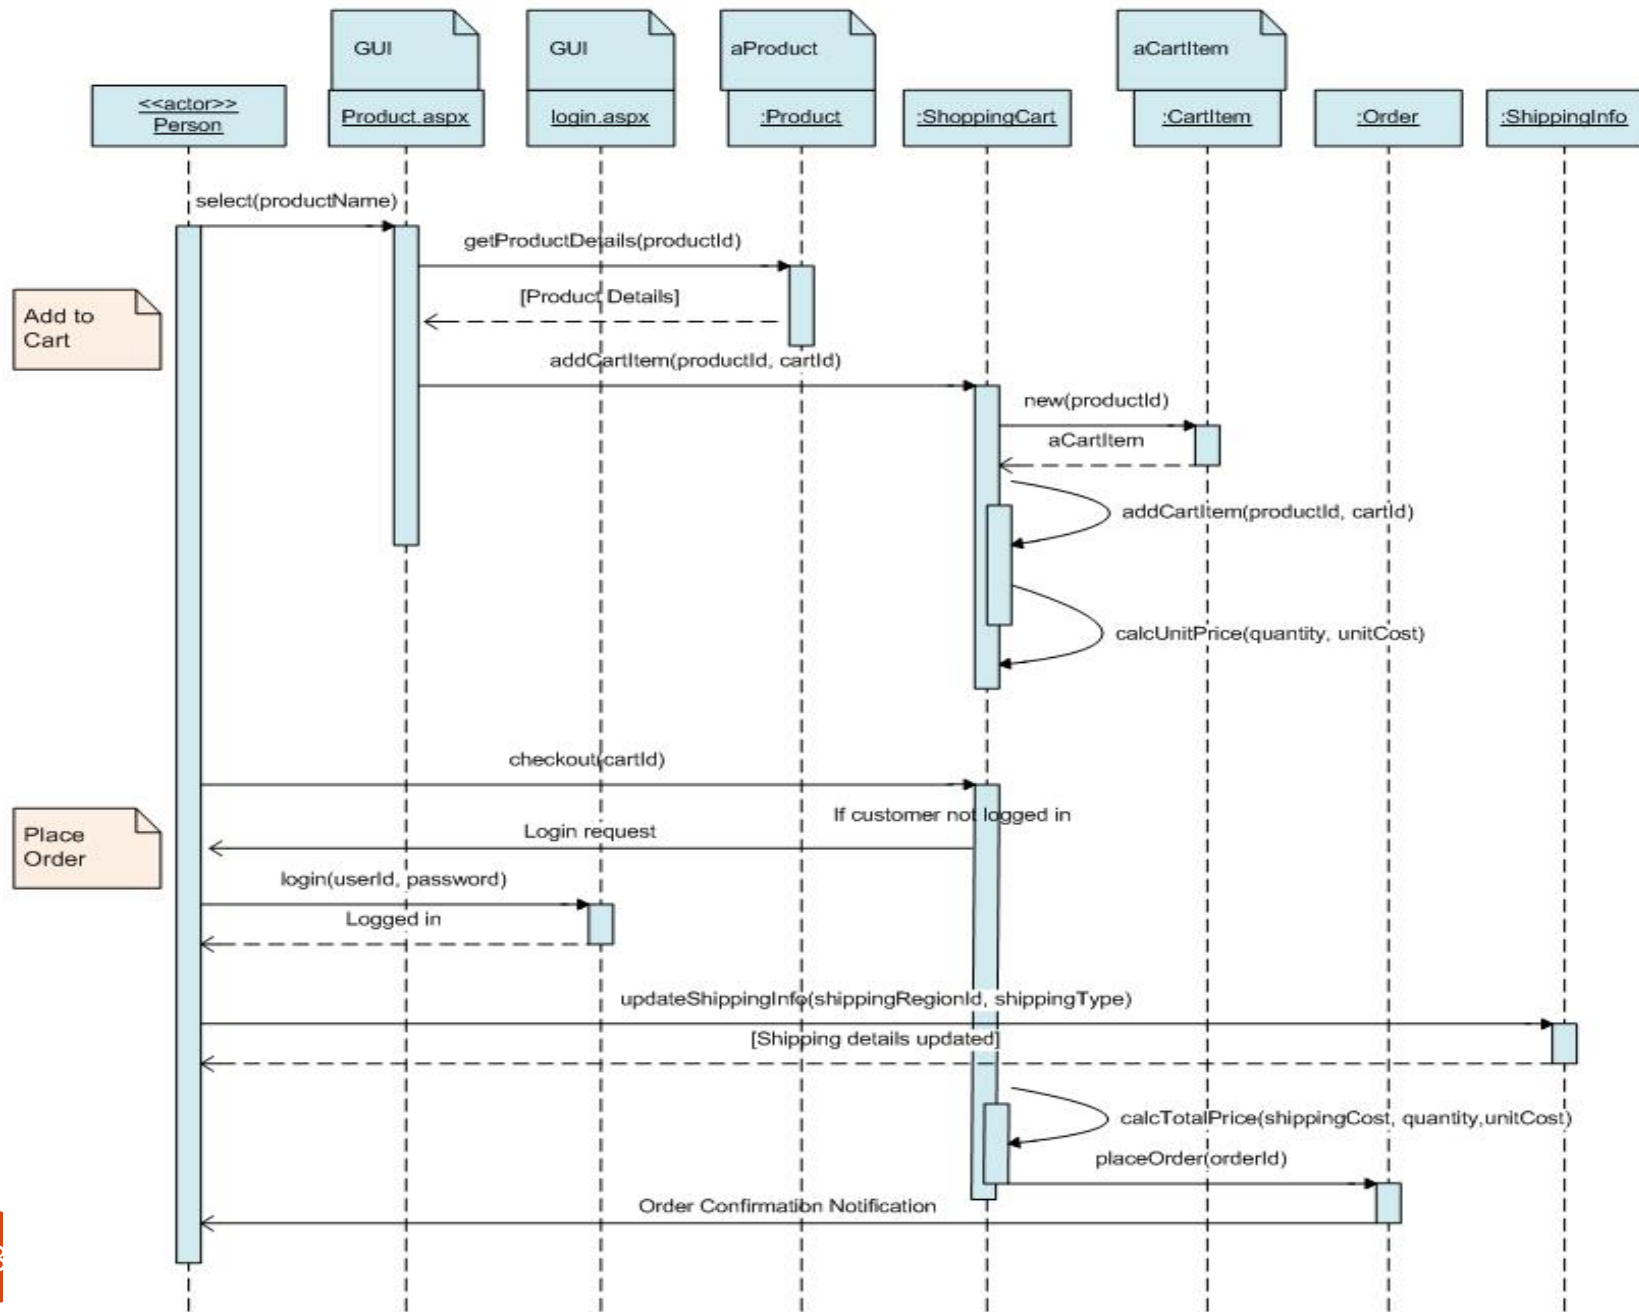 GUI
GUI
aProduct
aCartItem
<<actor>>
Person
Product.aspx
login.aspx
:Product
:ShoppingCart
:CartItem
:Order
:ShippingInfo
select(productName)
getProductDetails(productId)
[Product Details]
Add to
Cart
addCartItem(productId, cartId)
new(productId)
aCartItem
addCartItem(productId, cartId)
calcUnitPrice(quantity, unitCost)
checkout(cartId)
If customer not logged in
Place
Order
Login request
login(userId, password)
Logged in
updateShippingInfo(shippingRegionId, shippingType)
[Shipping details updated]
calcTotalPrice(shippingCost, quantity,unitCost)
placeOrder(orderId)
Order Confirmation Notification